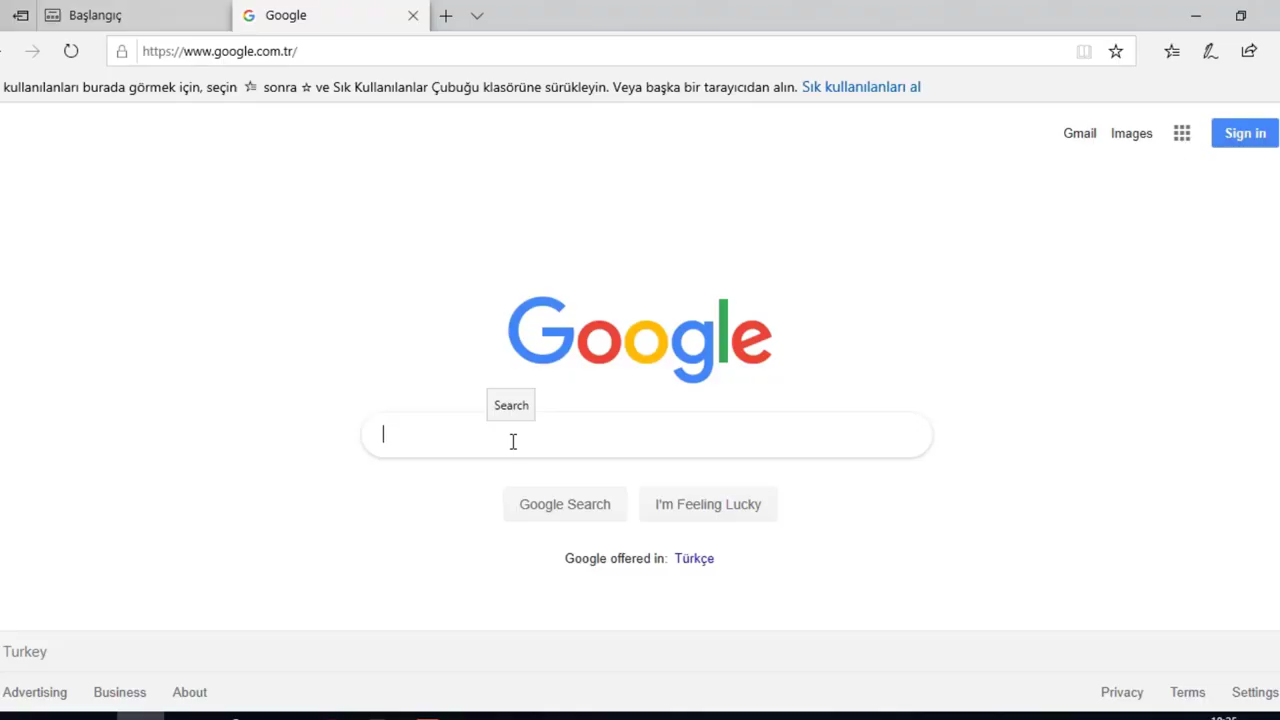 Başlangıç
Google
https://www.google.com.tr/
kullanılanları burada görmek için, seçin sonra ve Sık Kullanılanlar Çubuğu klasörüne sürükleyin. Veya başka bir tarayıcıdan alın. Sık kullanılanları al
Gmail Images Sign in
Google
Search
Google Search I'm Feeling Lucky
Google offered in: Türkçe
Turkey
Advertising Business About Privacy Terms Settings